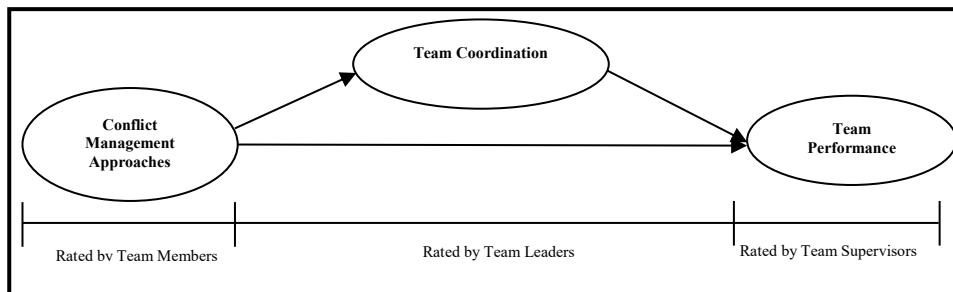 Team Coordination
Conflict
Management
Approaches
Team
Performance
Rated by Team Members
Rated by Team Leaders
Rated by Team Supervisors